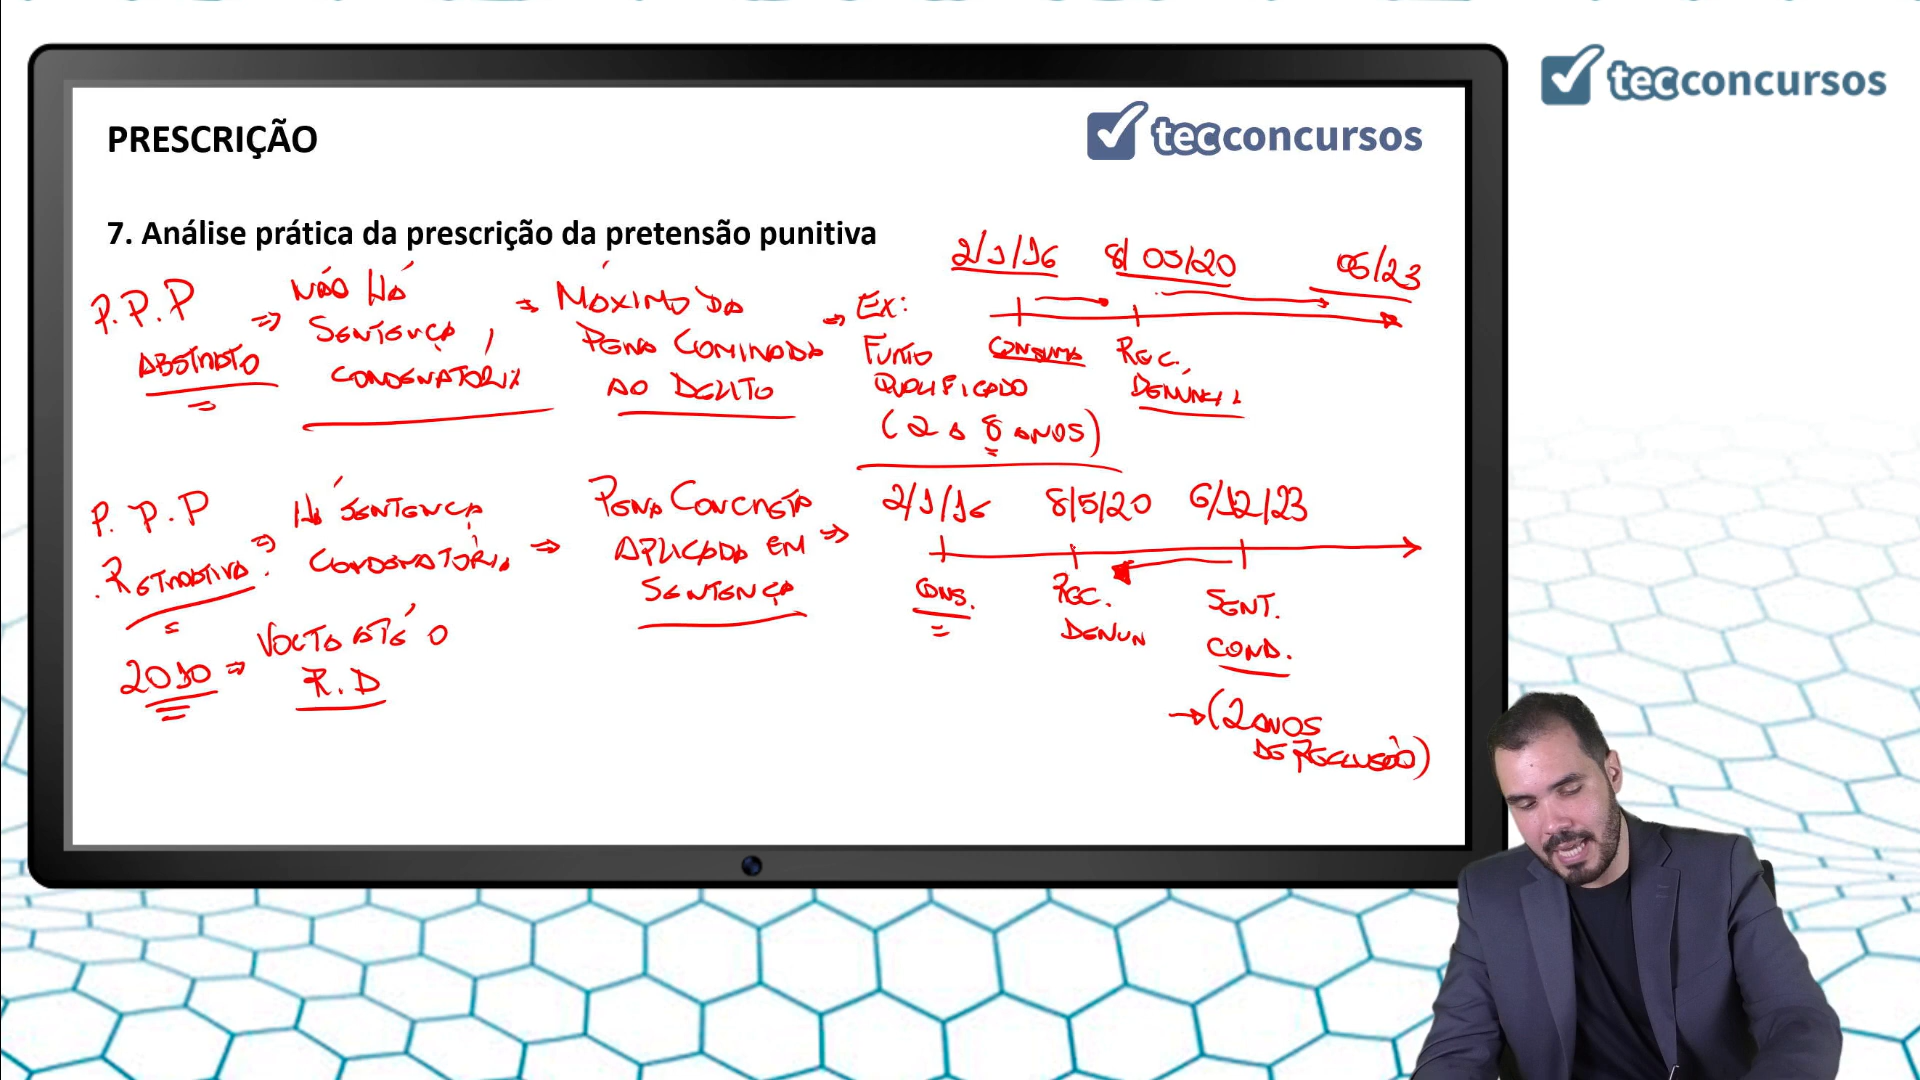 tecconcursos
PRESCRIÇÃO
tecconcursos
7. Análise prática da prescrição da pretensão punitiva
P.P.P
ABSTRATO
⇒
NÃO HÁ
SENTENÇA
CONDENATÓRIA
⇒ MÁXIMO DA
PENA COMINADA
AO DELITO
⇒ EX:
FURTO
QUALIFICADO
(2 A 8 ANOS)
2/1/16 8/05/20 06/23
CONSUMA REC.
DENÚNCIA
P.P.P
RETROATIVA
⇒ HÁ SENTENÇA
CONDENATÓRIA
⇒ PENA CONCRETA
APLICADA EM
SENTENÇA
⇒ 2/1/16 8/5/20 6/12/23
CONS. REC.
DENUN
SENT.
COND.
→ (2 ANOS
DE RECLUSÃO)
2010 ⇒ VOLTA ATÉ O
R.D